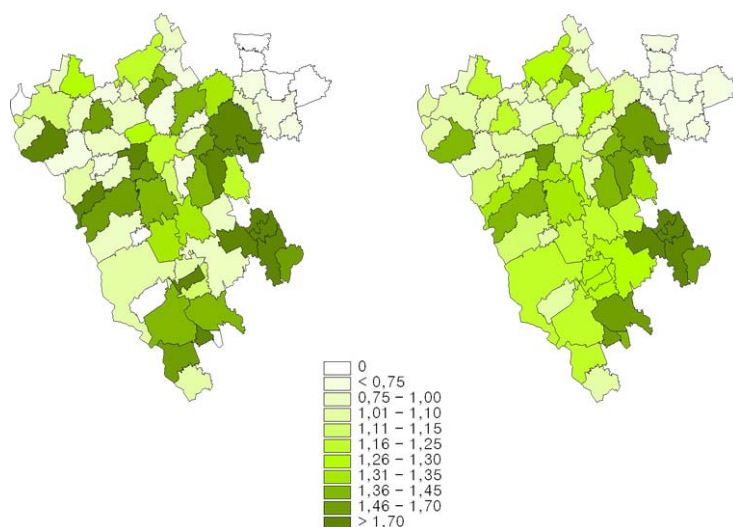 0
< 0,75
0,75 – 1,00
1,01 – 1,10
1,11 – 1,15
1,16 – 1,25
1,26 – 1,30
1,31 – 1,35
1,36 – 1,45
1,46 – 1,70
> 1,70